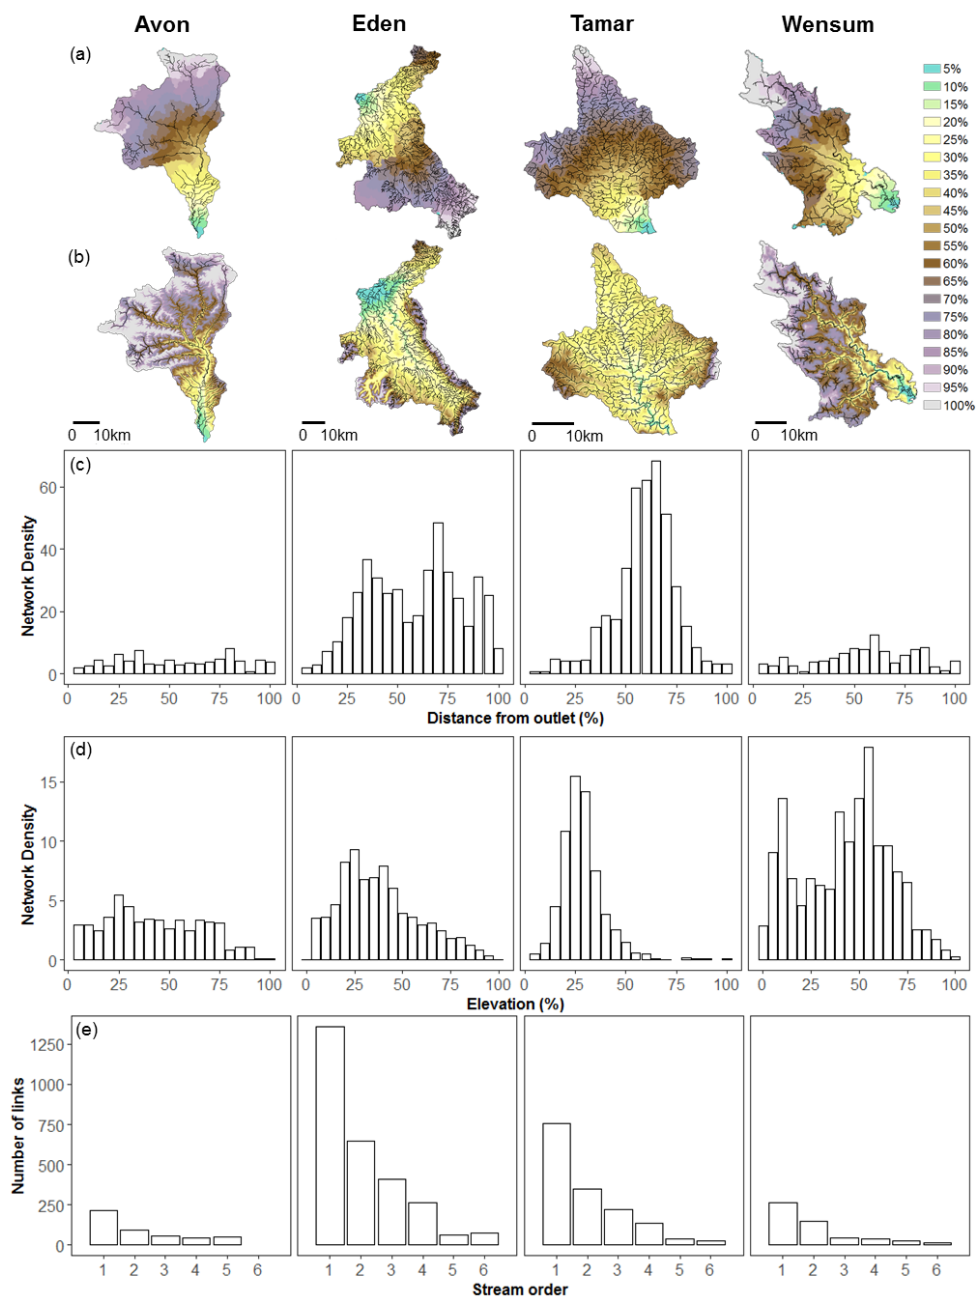 Avon Eden Tamar Wensum
(a)
5%
10%
15%
20%
25%
30%
35%
40%
45%
50%
55%
60%
65%
70%
75%
80%
85%
90%
95%
100%
(b)
0 10km 0 10km 0 10km 0 10km
(c)
Network Density
60
40
20
0
0 25 50 75 100 0 25 50 75 100 0 25 50 75 100 0 25 50 75 100
Distance from outlet (%)
(d)
Network Density
15
10
5
0
0 25 50 75 100 0 25 50 75 100 0 25 50 75 100 0 25 50 75 100
Elevation (%)
(e)
Number of links
1250
1000
750
500
250
0
1 2 3 4 5 6 1 2 3 4 5 6 1 2 3 4 5 6 1 2 3 4 5 6
Stream order